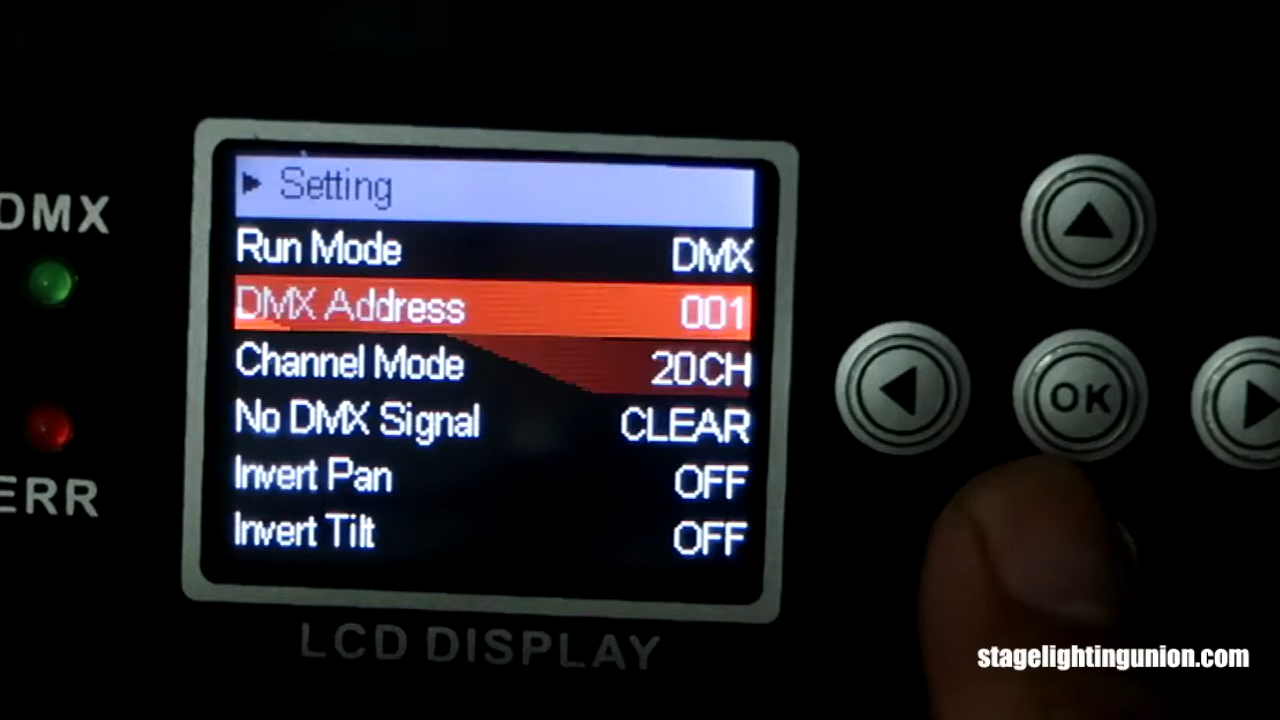 DMX
ERR
Setting
Run Mode DMX
DMX Address 001
Channel Mode 20CH
No DMX Signal CLEAR
Invert Pan OFF
Invert Tilt OFF
LCD DISPLAY
OK
stagelightingunion.com